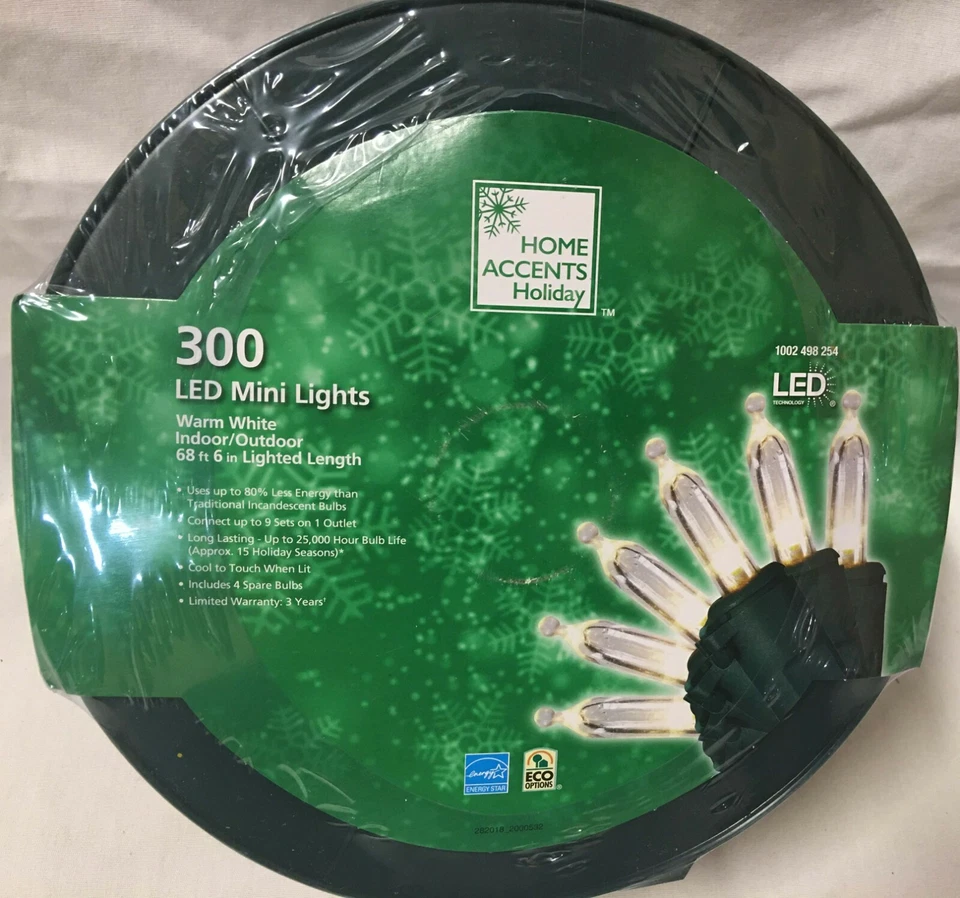 HOME
ACCENTS
Holiday
TM
300
LED Mini Lights
Warm White
Indoor/Outdoor
68 ft 6 in Lighted Length
• Uses up to 80% Less Energy than
Traditional Incandescent Bulbs
• Connect up to 9 Sets on 1 Outlet
• Long Lasting - Up to 25,000 Hour Bulb Life
(Approx. 15 Holiday Seasons)*
• Cool to Touch When Lit
• Includes 4 Spare Bulbs
• Limited Warranty: 3 Years†
1002 498 254
LED
TECHNOLOGY ®
energy
ENERGY STAR
ECO
OPTIONS®